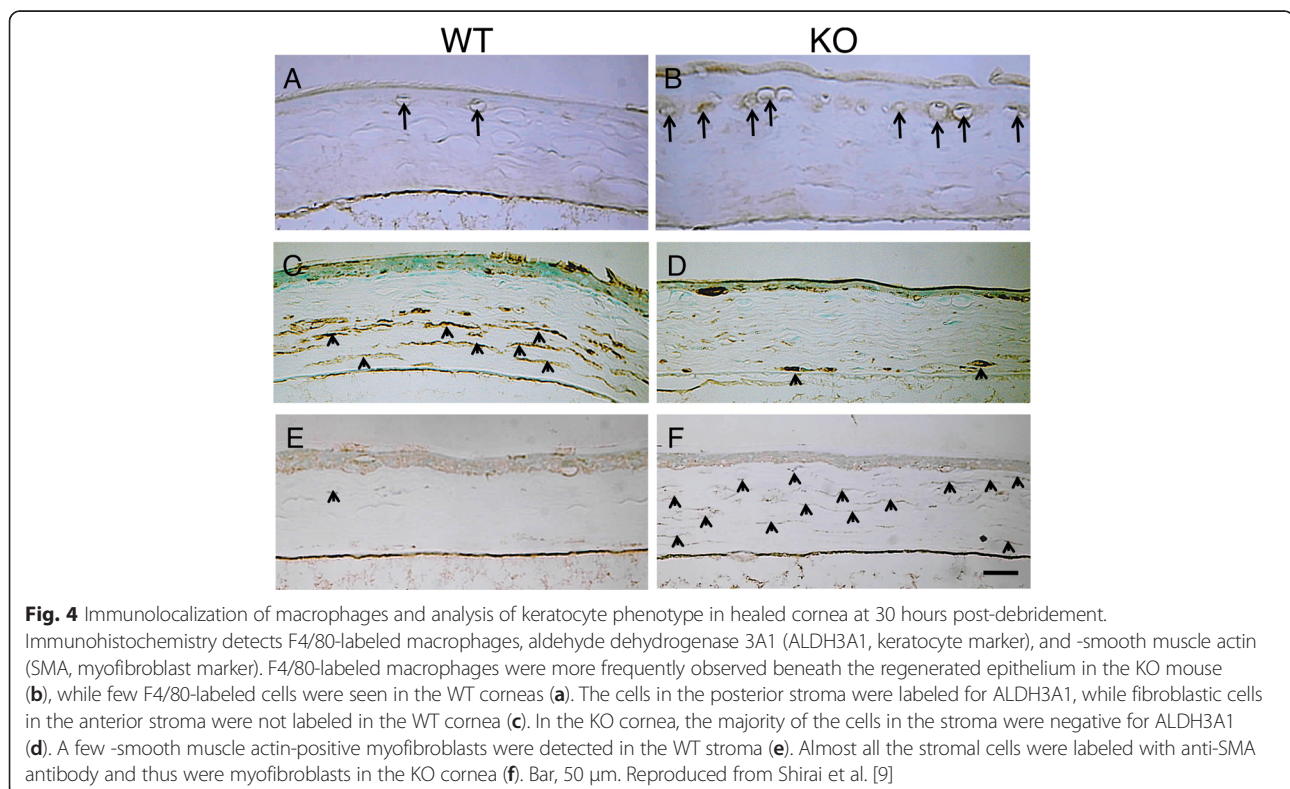 WT KO
A B
C D
E F
Fig. 4 Immunolocalization of macrophages and analysis of keratocyte phenotype in healed cornea at 30 hours post-debridement.
Immunohistochemistry detects F4/80-labeled macrophages, aldehyde dehydrogenase 3A1 (ALDH3A1, keratocyte marker), and -smooth muscle actin
(SMA, myofibroblast marker). F4/80-labeled macrophages were more frequently observed beneath the regenerated epithelium in the KO mouse
(b), while few F4/80-labeled cells were seen in the WT corneas (a). The cells in the posterior stroma were labeled for ALDH3A1, while fibroblastic cells
in the anterior stroma were not labeled in the WT cornea (c). In the KO cornea, the majority of the cells in the stroma were negative for ALDH3A1
(d). A few -smooth muscle actin-positive myofibroblasts were detected in the WT stroma (e). Almost all the stromal cells were labeled with anti-SMA
antibody and thus were myofibroblasts in the KO cornea (f). Bar, 50 μm. Reproduced from Shirai et al. [9]